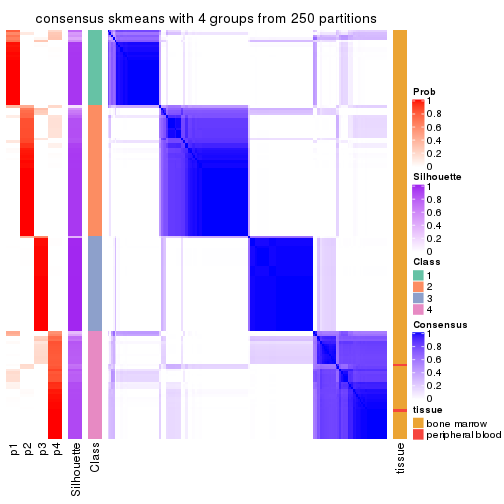 consensus skmeans with 4 groups from 250 partitions
Prob
1
0.8
0.6
0.4
0.2
0
Silhouette
1
0.8
0.6
0.4
0.2
0
Class
1
2
3
4
Consensus
1
0.8
0.6
0.4
0.2
0
tissue
bone marrow
peripheral blood
p1
p2
p3
p4
Silhouette
Class
tissue